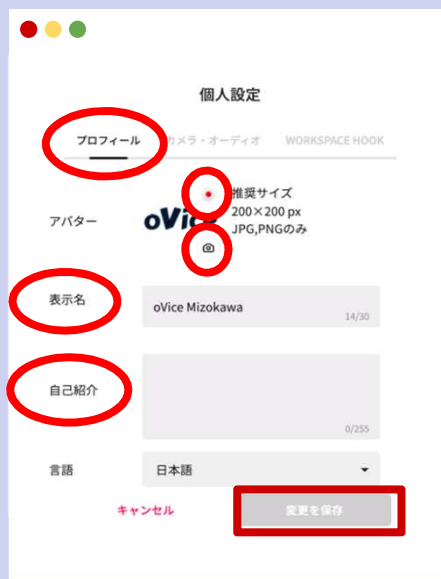 個人設定
プロフィール カメラ・オーディオ WORKSPACE HOOK
アバター
oVice
推奨サイズ
200×200 px
JPG,PNGのみ
表示名
oVice Mizokawa
14/30
自己紹介
0/255
言語
日本語
キャンセル
変更を保存